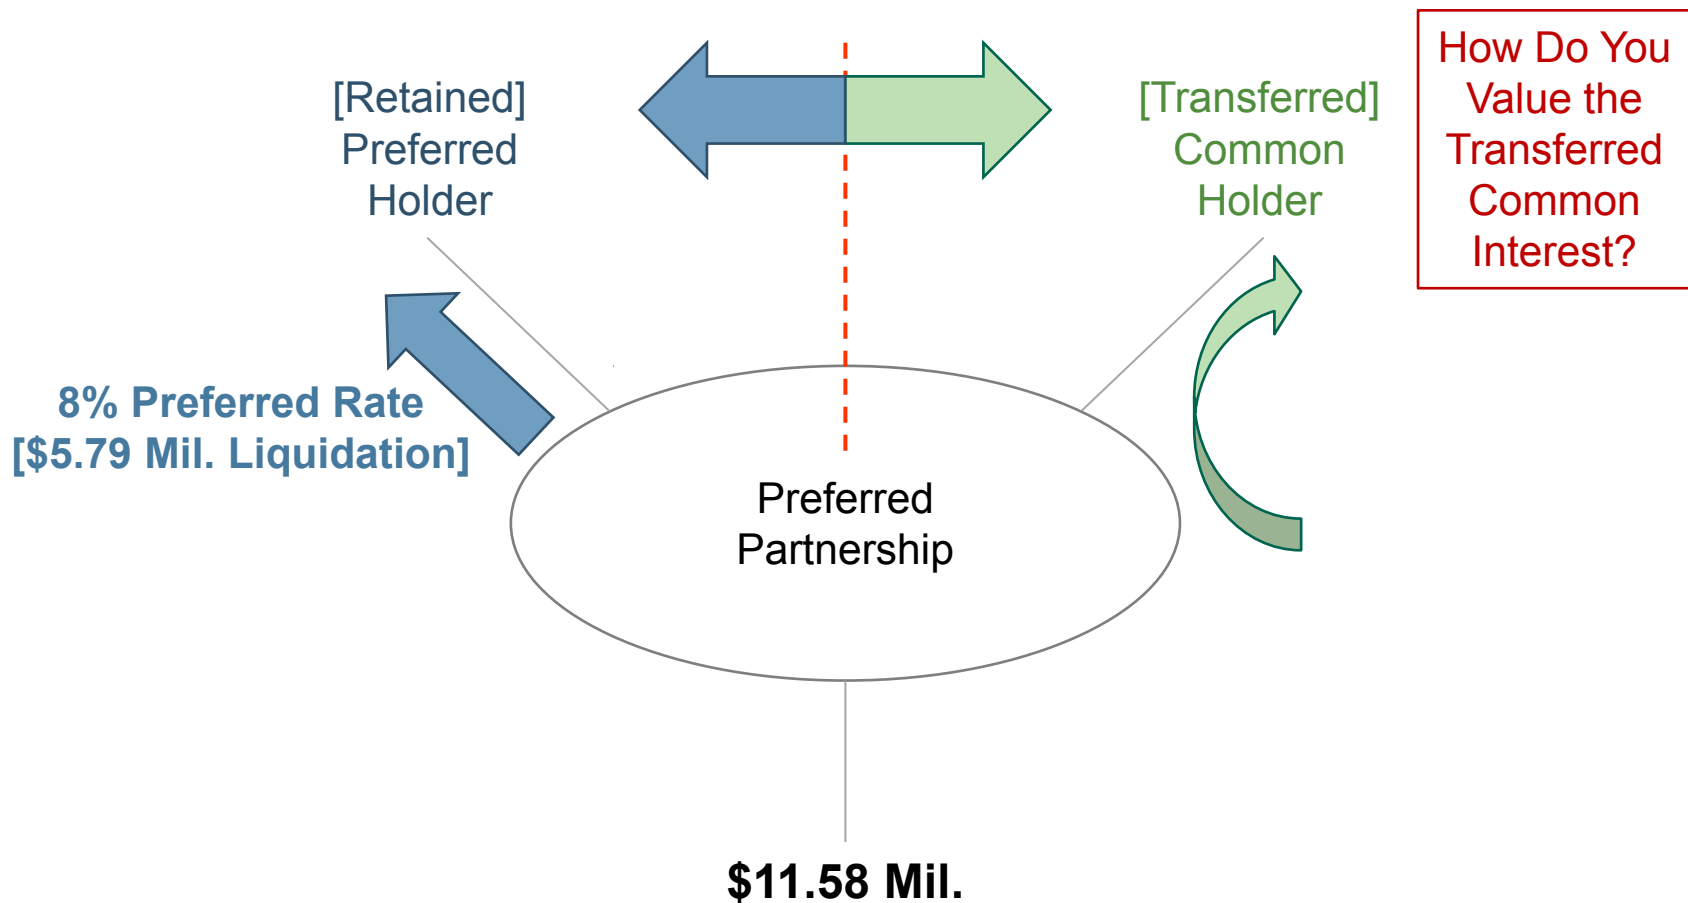 [Retained]
Preferred
Holder
[Transferred]
Common
Holder
How Do You
Value the
Transferred
Common
Interest?
8% Preferred Rate
[$5.79 Mil. Liquidation]
Preferred
Partnership
$11.58 Mil.